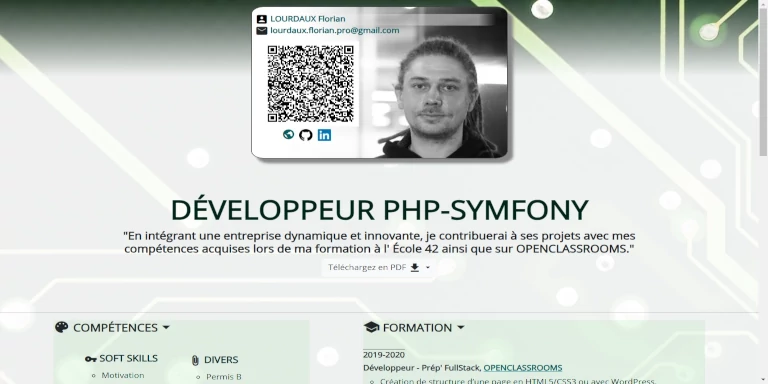 LOURDAUX Florian
lourdaux.florian.pro@gmail.com
DÉVELOPPEUR PHP-SYMFONY
"En intégrant une entreprise dynamique et innovante, je contribuerai à ses projets avec mes
compétences acquises lors de ma formation à l' École 42 ainsi que sur OPENCLASSROOMS."
Téléchargez en PDF
COMPÉTENCES
SOFT SKILLS
Motivation
DIVERS
Permis B
FORMATION
2019-2020
Développeur - Prép' FullStack, OPENCLASSROOMS
Création de structure d'une page en HTML5/CSS3 ou avec WordPress